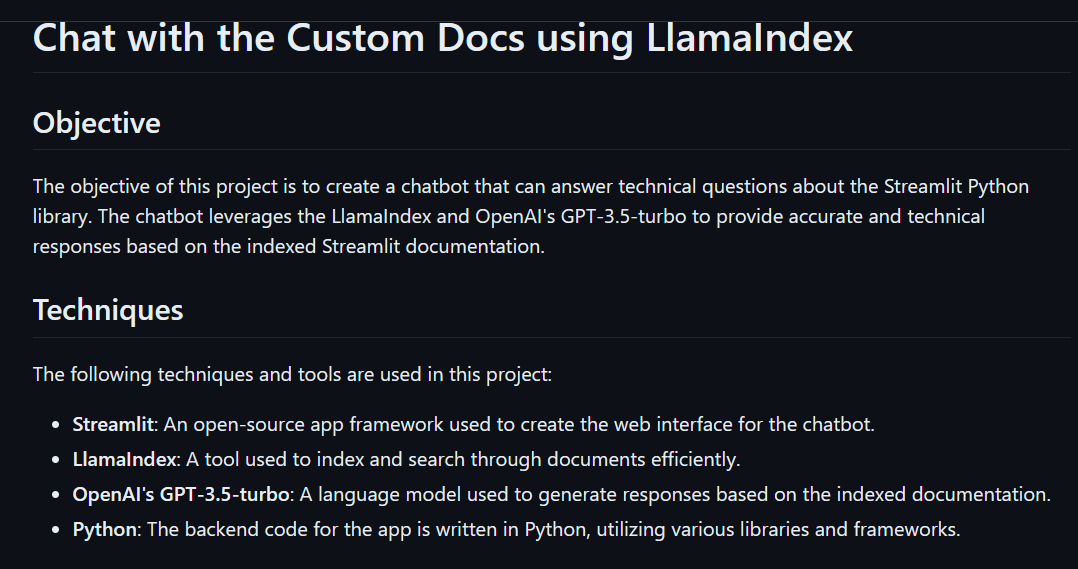 Chat with the Custom Docs using LlamaIndex
Objective
The objective of this project is to create a chatbot that can answer technical questions about the Streamlit Python
library. The chatbot leverages the LlamaIndex and OpenAI's GPT-3.5-turbo to provide accurate and technical
responses based on the indexed Streamlit documentation.
Techniques
The following techniques and tools are used in this project:
• Streamlit: An open-source app framework used to create the web interface for the chatbot.
• LlamaIndex: A tool used to index and search through documents efficiently.
• OpenAI's GPT-3.5-turbo: A language model used to generate responses based on the indexed documentation.
• Python: The backend code for the app is written in Python, utilizing various libraries and frameworks.